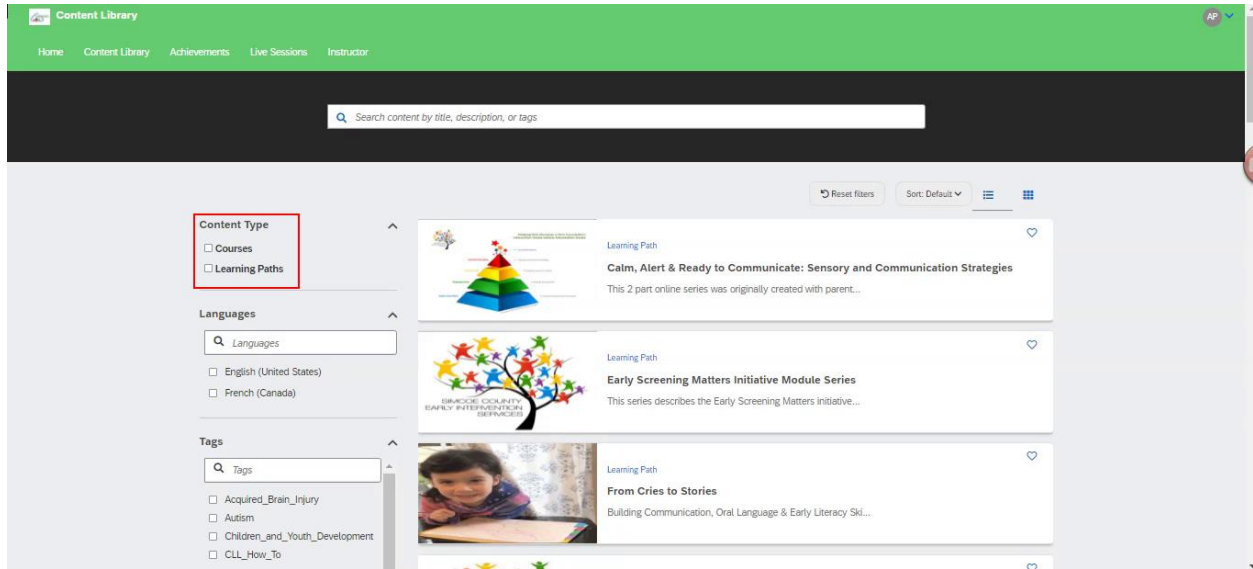 Content Library
AP
Home Content Library Achievements Live Sessions Instructor
Search content by title, description, or tags
Reset filters Sort: Default
Content Type
Courses
Learning Paths
Languages
Languages
English (United States)
French (Canada)
Tags
Tags
Acquired_Brain_Injury
Autism
Children_and_Youth_Development
CLL_How_To
Learning Path
Calm, Alert & Ready to Communicate: Sensory and Communication Strategies
This 2 part online series was originally created with parent...
SIMCOE COUNTY
EARLY INTERVENTION
SERVICES
Learning Path
Early Screening Matters Initiative Module Series
This series describes the Early Screening Matters initiative...
Learning Path
From Cries to Stories
Building Communication, Oral Language & Early Literacy Ski...